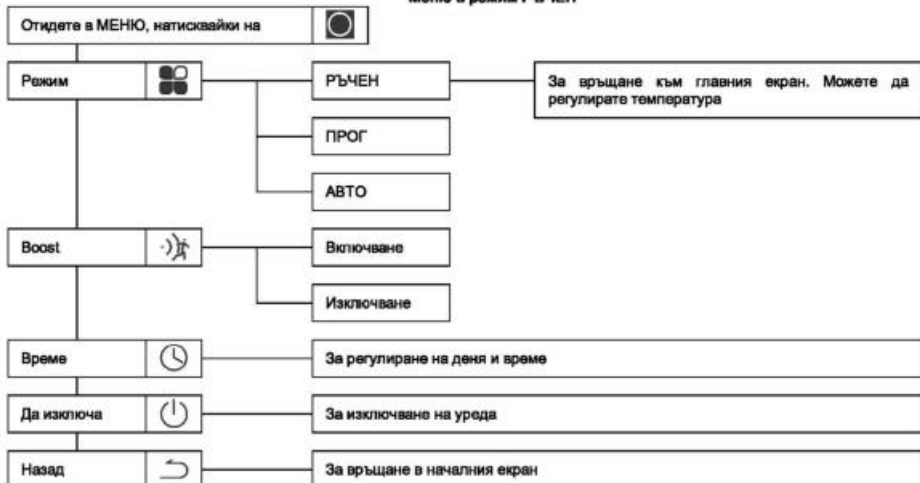 Отидете в МЕНЮ, натисквайки на
Режим
РЪЧЕН
За връщане към главния екран. Можете да
регулирате температура
ПРОГ
АВТО
Boost
Включване
Изключване
Време
За регулиране на деня и време
Да изключа
За изключване на уреда
Назад
За връщане в началния екран